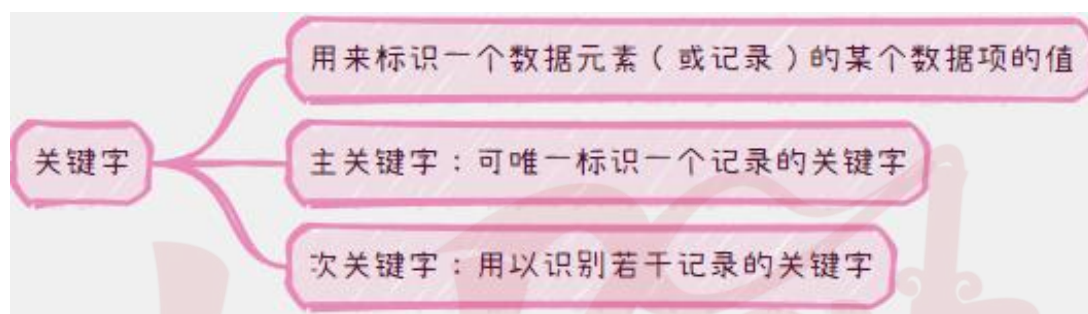 用来标识一个数据元素（或记录）的某个数据项的值
关键字
主关键字：可唯一标识一个记录的关键字
次关键字：用以识别若干记录的关键字